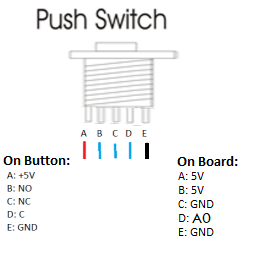 Push Switch
A B C D E
On Button:
A: +5V
B: NO
C: NC
D: C
E: GND
On Board:
A: 5V
B: 5V
C: GND
D: A0
E: GND